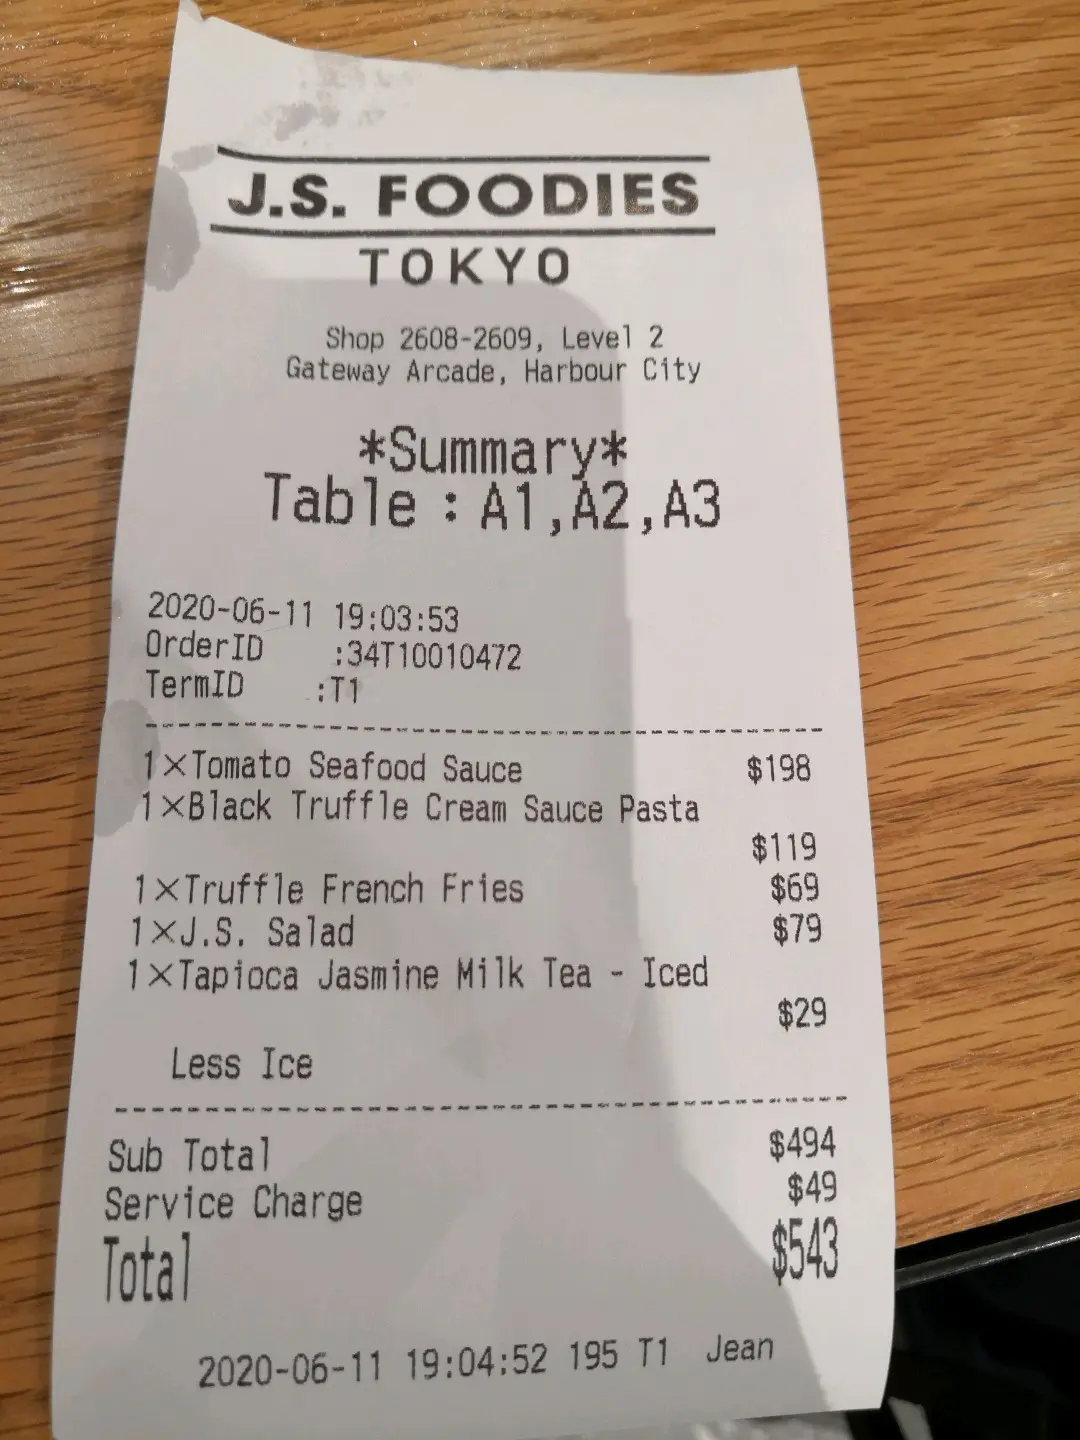 J.S. FOODIES
TOKYO
Shop 2608-2609, Level 2
Gateway Arcade, Harbour City
*Summary*
Table : A1,A2,A3
2020-06-11 19:03:53
OrderID :34T10010472
TermID :T1
1×Tomato Seafood Sauce $198
1×Black Truffle Cream Sauce Pasta
$119
1×Truffle French Fries $69
1×J.S. Salad $79
1×Tapioca Jasmine Milk Tea - Iced
$29
Less Ice
Sub Total $494
Service Charge $49
Total $543
2020-06-11 19:04:52 195 T1 Jean